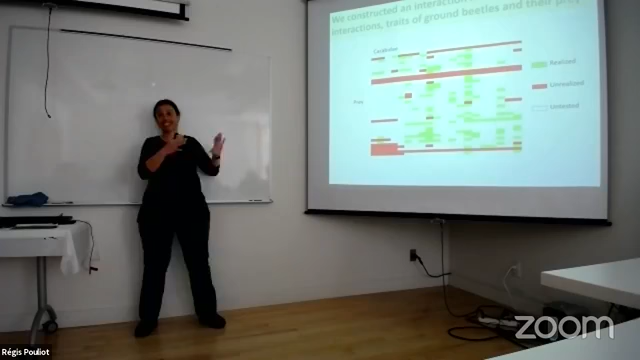 We constructed an interaction
interactions, traits of ground beetles and their prey
Carabidae
Realized
Unrealized
Prey
Untested
zoom
Régis Pouliot